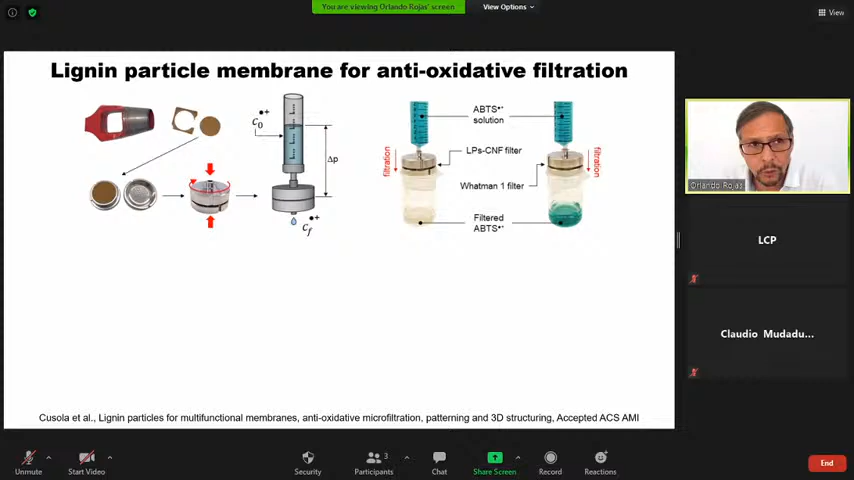 You are viewing Orlando Rojas' screen
View Options
View
Lignin particle membrane for anti-oxidative filtration
c₀•+
Δp
c_f•+
ABTS•+
solution
LPs-CNF filter
Whatman 1 filter
Filtered
ABTS•+
filtration
filtration
Cusola et al., Lignin particles for multifunctional membranes, anti-oxidative microfiltration, patterning and 3D structuring, Accepted ACS AMI
Orlando Rojas
LCP
Claudio Mudadu...
Unmute
Start Video
Security
Participants
3
Chat
Share Screen
Record
Reactions
End